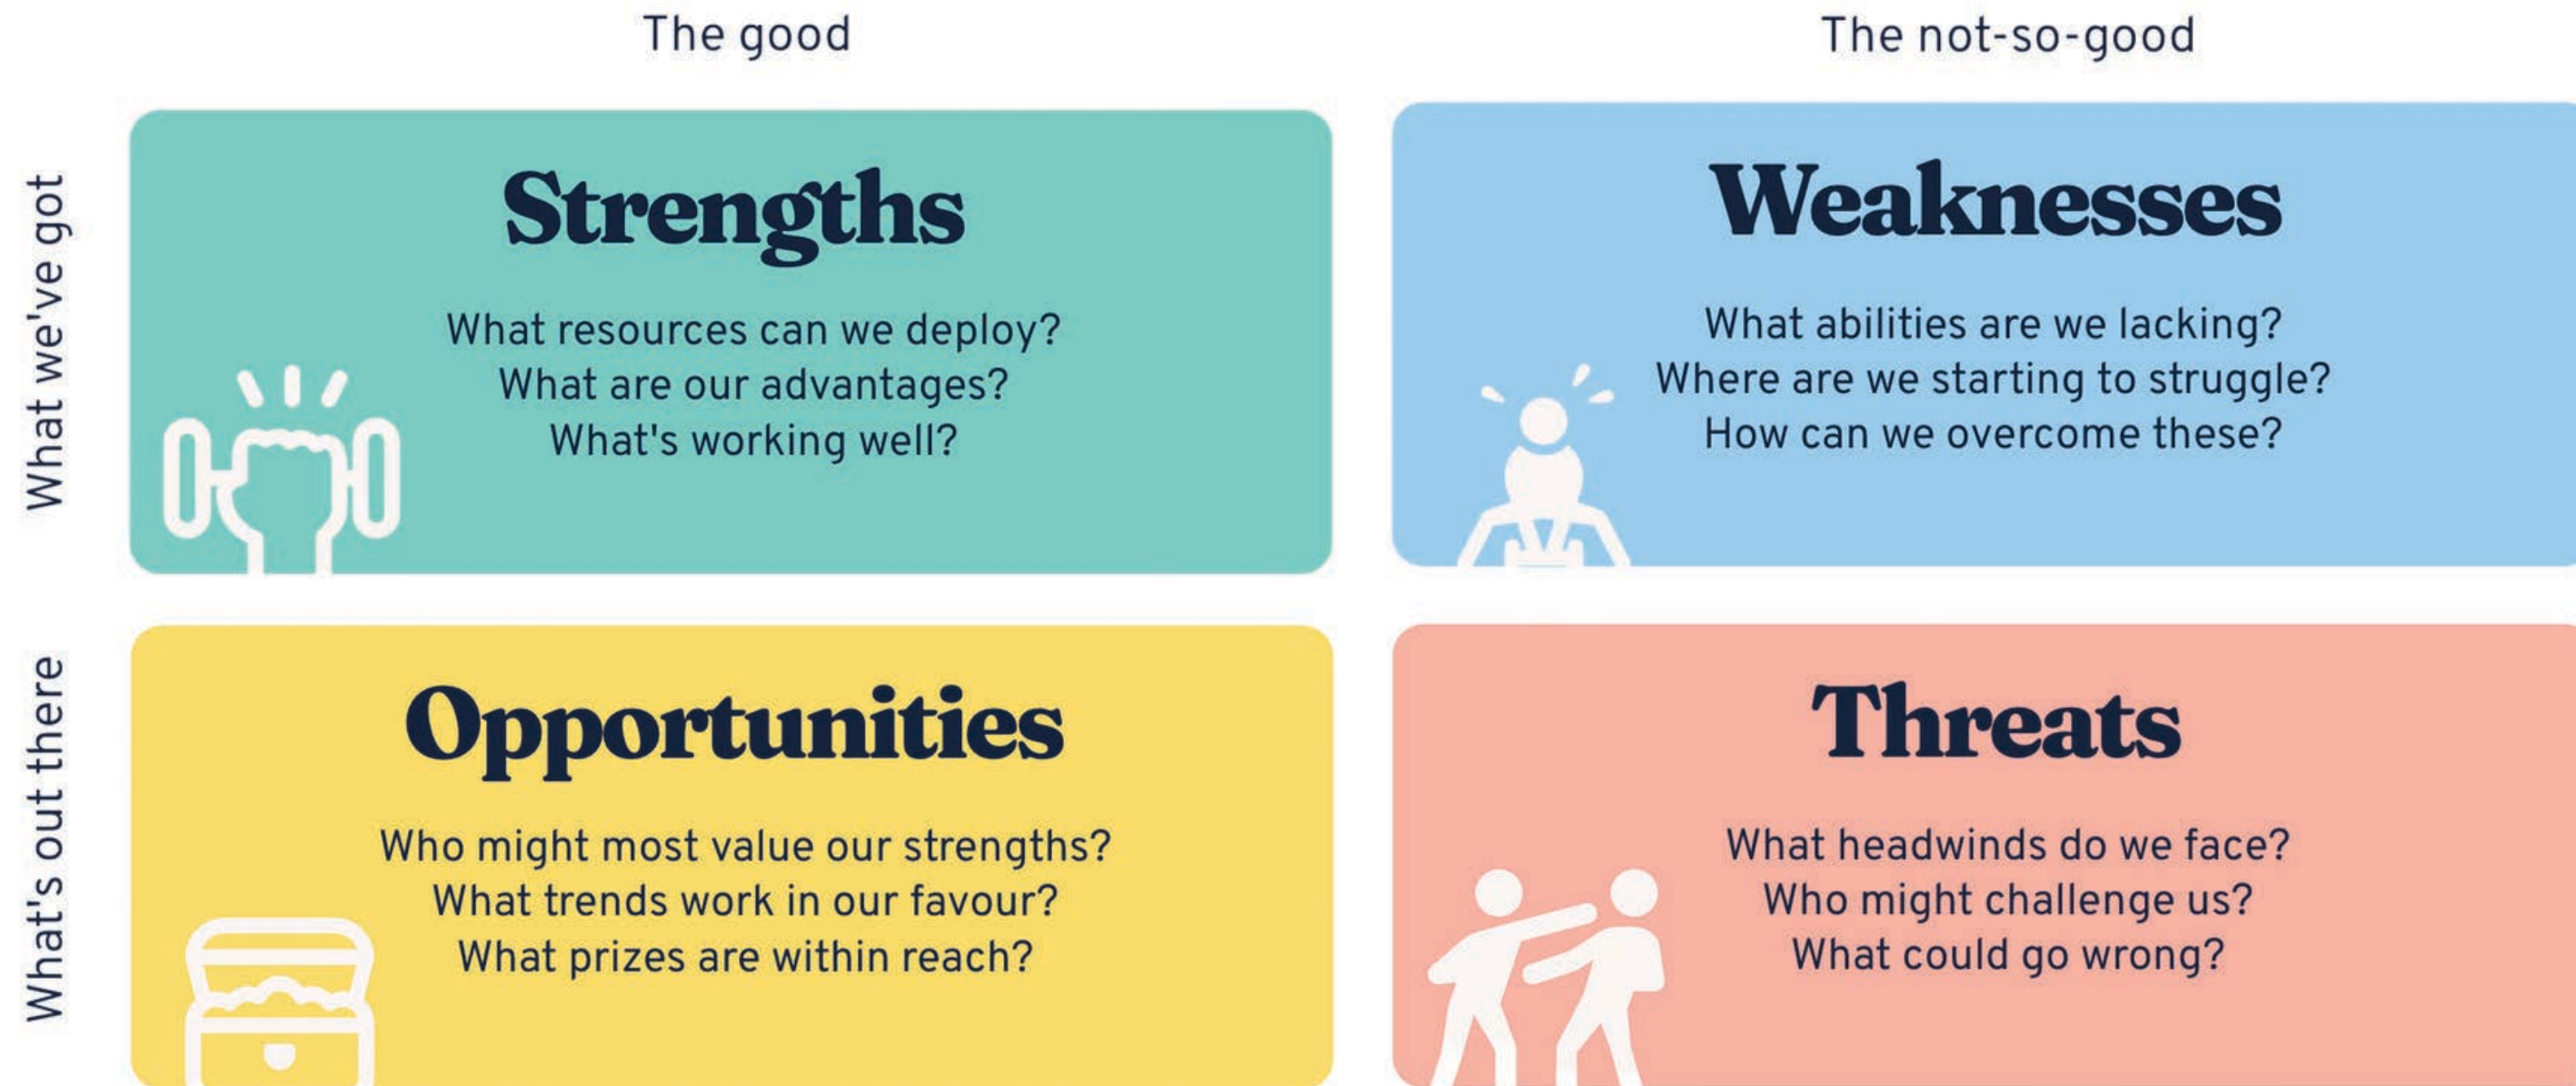 The good
The not-so-good
What we've got
Strengths
What resources can we deploy?
What are our advantages?
What's working well?
Weaknesses
What abilities are we lacking?
Where are we starting to struggle?
How can we overcome these?
What's out there
Opportunities
Who might most value our strengths?
What trends work in our favour?
What prizes are within reach?
Threats
What headwinds do we face?
Who might challenge us?
What could go wrong?